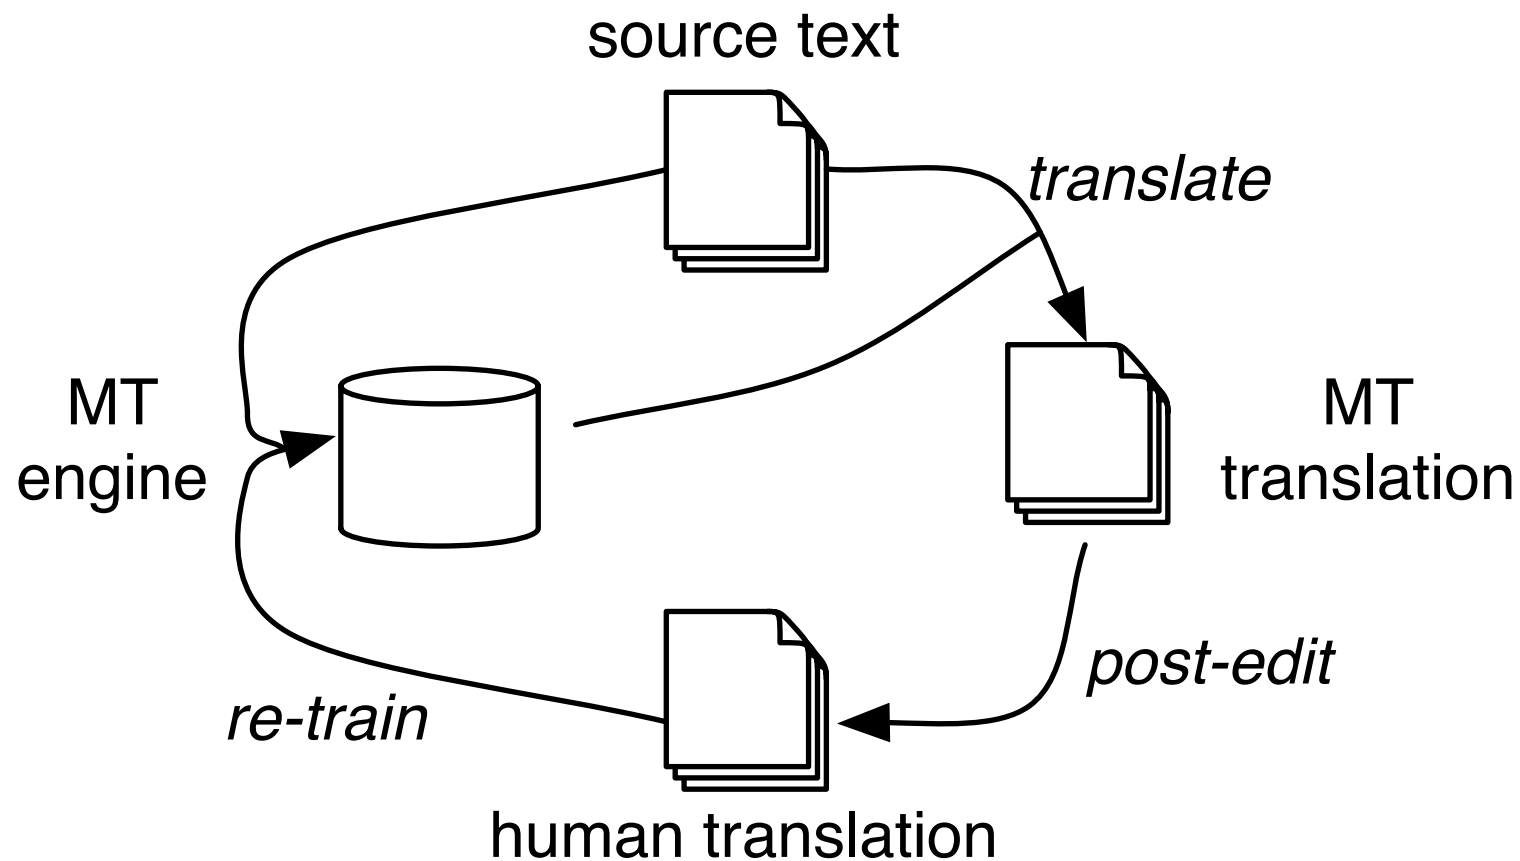 source text
translate
MT
engine
MT
translation
post-edit
re-train
human translation